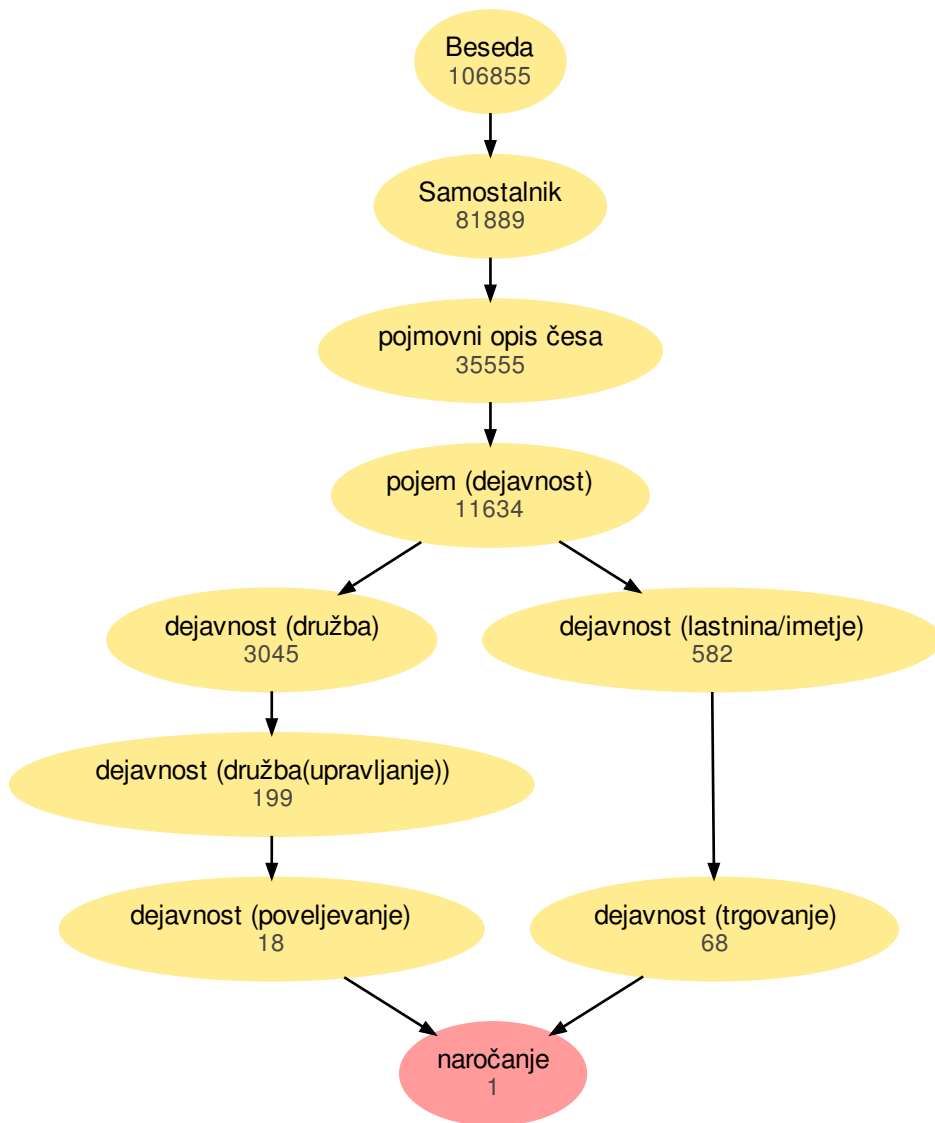 Beseda
106855
Samostalnik
81889
pojmovni opis česa
35555
pojem (dejavnost)
11634
dejavnost (družba)
3045
dejavnost (lastnina/imetje)
582
dejavnost (družba(upravljanje))
199
dejavnost (poveljevanje)
18
dejavnost (trgovanje)
68
naročanje
1